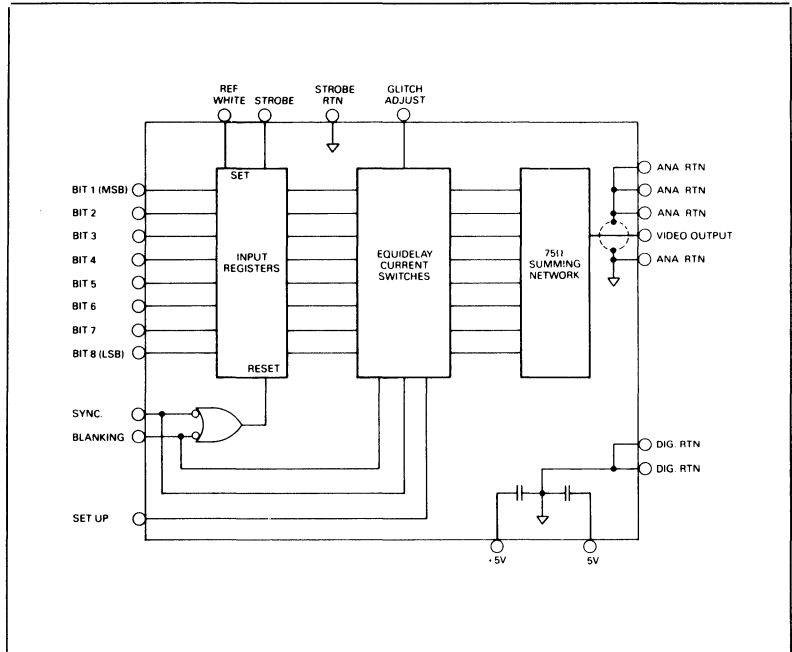 REF
WHITE
STROBE
STROBE
RTN
GLITCH
ADJUST
SET
BIT 1 (MSB)
BIT 2
BIT 3
BIT 4
BIT 5
BIT 6
BIT 7
BIT 8 (LSB)
INPUT
REGISTERS
RESET
EQUIDELAY
CURRENT
SWITCHES
75Ω
SUMMING
NETWORK
ANA RTN
ANA RTN
ANA RTN
VIDEO OUTPUT
ANA RTN
SYNC.
BLANKING
SET UP
DIG. RTN
DIG. RTN
+5V
5V